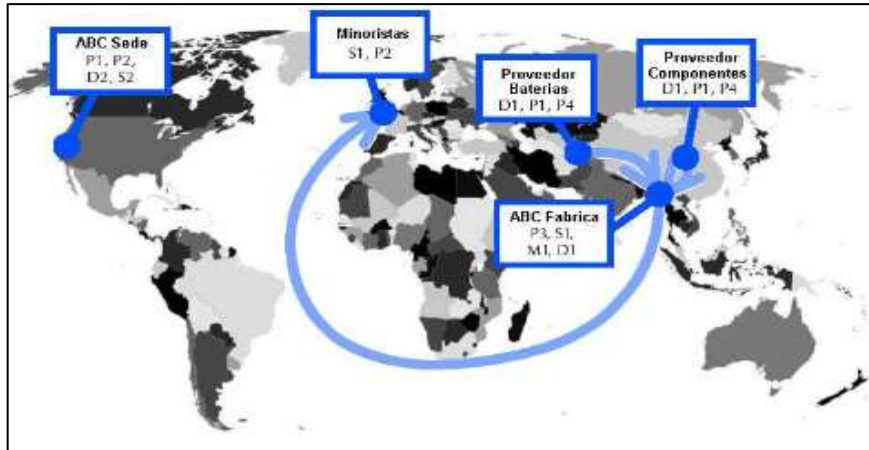 ABC Sede
P1, P2,
D2, S2
Minoristas
S1, P2
Proveedor
Baterias
D1, P1, P4
Proveedor
Componentes
D1, P1, P4
ABC Fabrica
P3, S1,
M1, D1